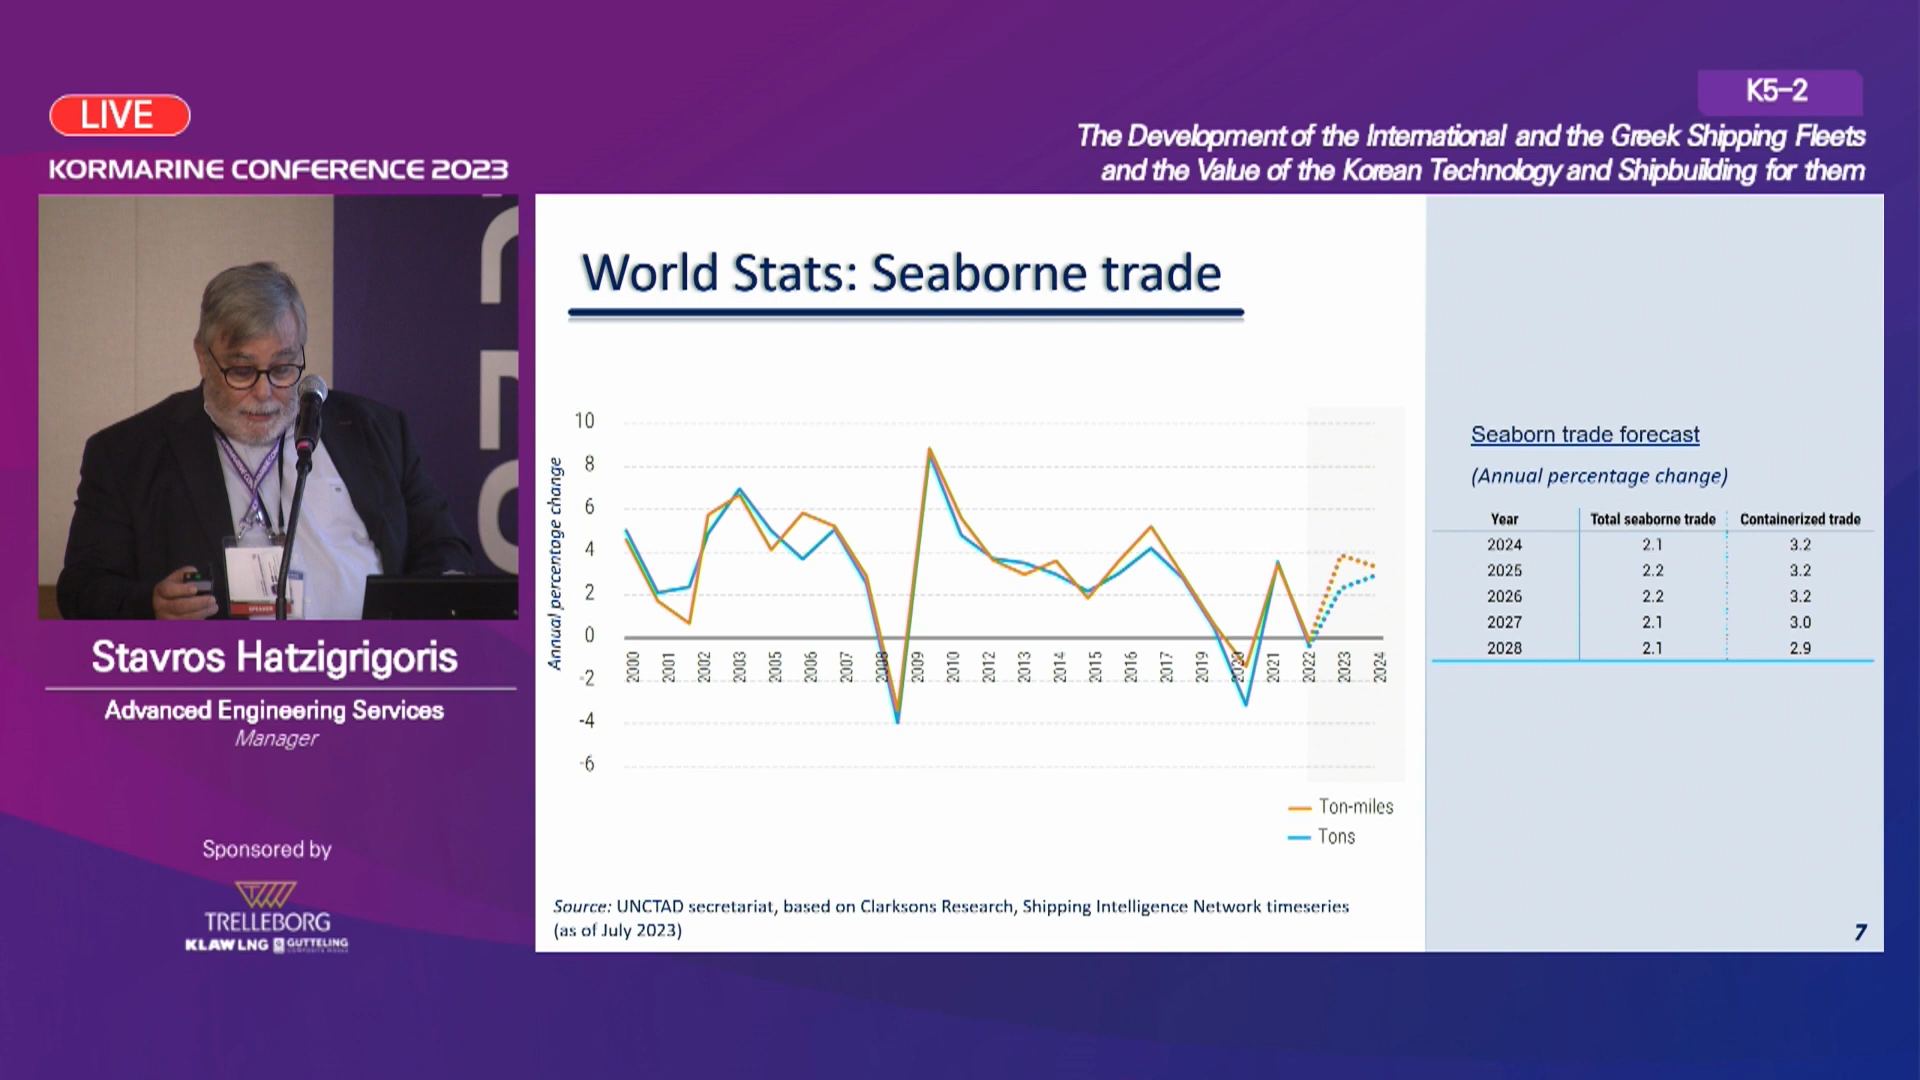 LIVE
KORMARINE CONFERENCE 2023
K5-2
The Development of the International and the Greek Shipping Fleets
and the Value of the Korean Technology and Shipbuilding for them
World Stats: Seaborne trade
Annual percentage change
10
8
6
4
2
0
-2
-4
-6
2000 2001 2002 2003 2005 2006 2007 2008 2009 2010 2012 2013 2014 2015 2016 2017 2019 2020 2021 2022 2023 2024
Ton-miles
Tons
Source: UNCTAD secretariat, based on Clarksons Research, Shipping Intelligence Network timeseries
(as of July 2023)
Seaborn trade forecast
(Annual percentage change)
Year Total seaborne trade Containerized trade
2024 2.1 3.2
2025 2.2 3.2
2026 2.2 3.2
2027 2.1 3.0
2028 2.1 2.9
7
SPEAKER
Stavros Hatzigrigoris
Advanced Engineering Services
Manager
Sponsored by
TRELLEBORG
KLAW LNG GUTTELING